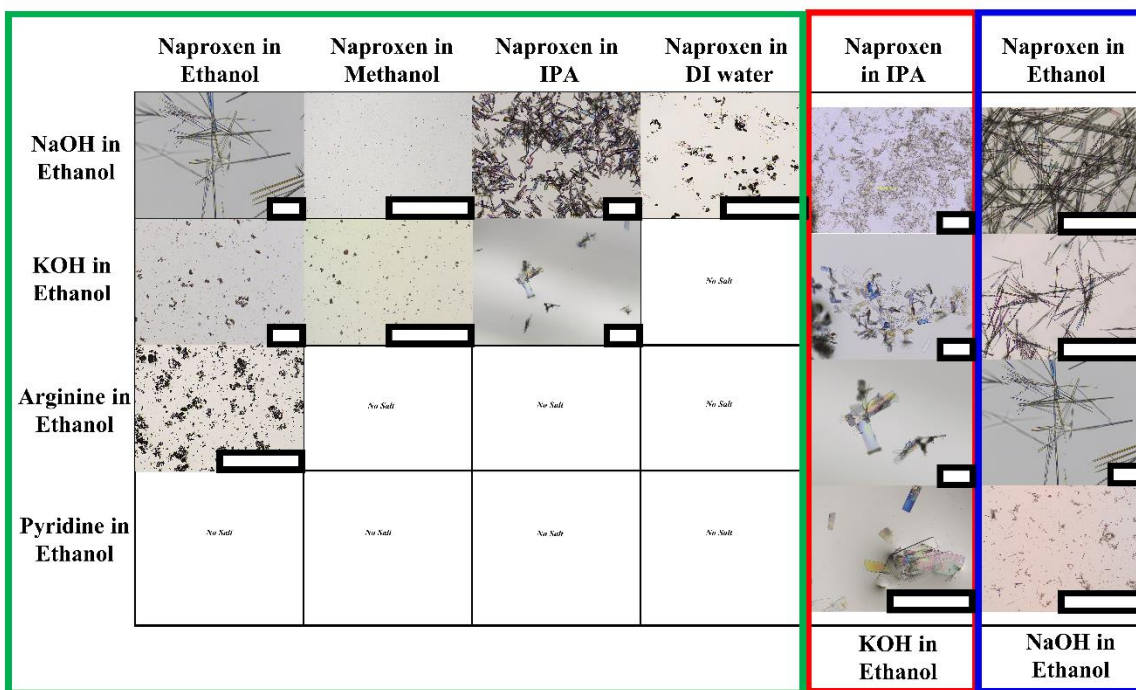 Naproxen in
Ethanol
Naproxen in
Methanol
Naproxen in
IPA
Naproxen in
DI water
Naproxen
in IPA
Naproxen in
Ethanol
NaOH in
Ethanol
KOH in
Ethanol
No Salt
Arginine in
Ethanol
No Salt
No Salt
No Salt
Pyridine in
Ethanol
No Salt
No Salt
No Salt
No Salt
KOH in
Ethanol
NaOH in
Ethanol